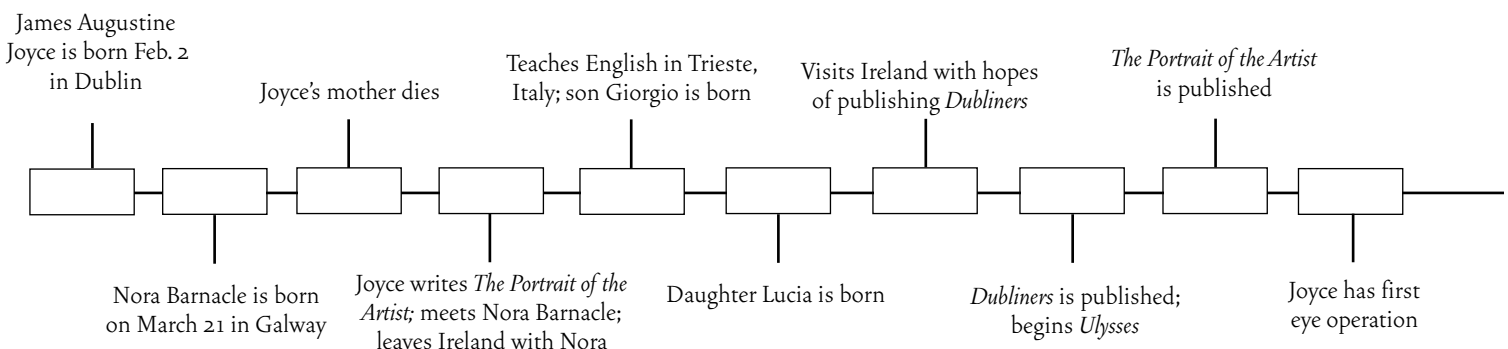 James Augustine
Joyce is born Feb. 2
in Dublin
Nora Barnacle is born
on March 21 in Galway
Joyce's mother dies
Joyce writes The Portrait of the
Artist; meets Nora Barnacle;
leaves Ireland with Nora
Teaches English in Trieste,
Italy; son Giorgio is born
Daughter Lucia is born
Visits Ireland with hopes
of publishing Dubliners
Dubliners is published;
begins Ulysses
The Portrait of the Artist
is published
Joyce has first
eye operation